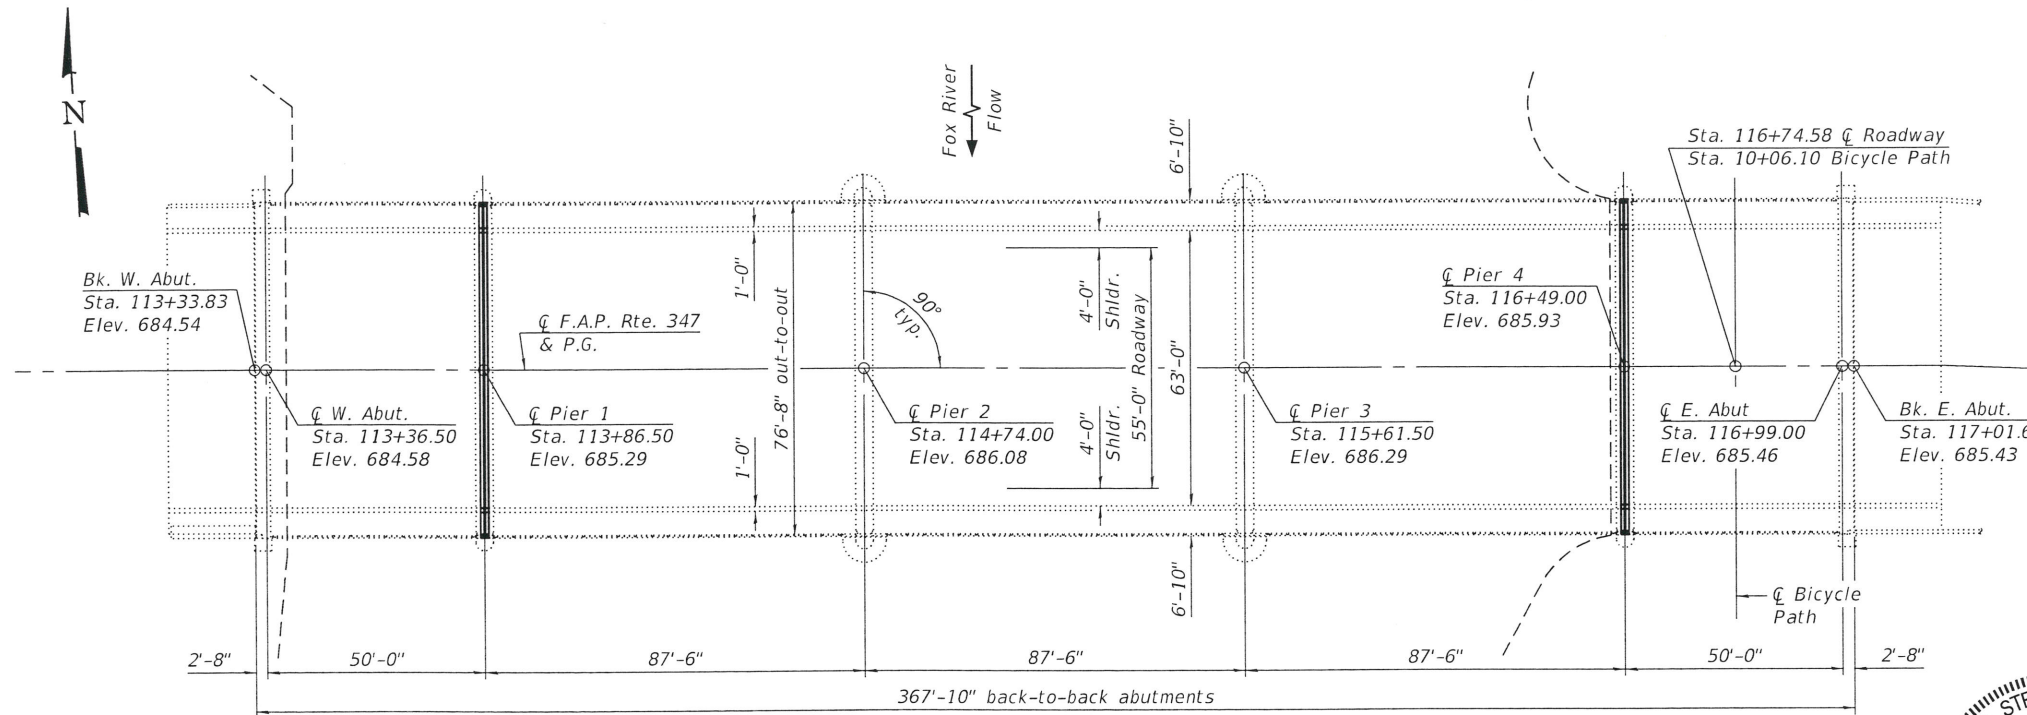 N
Fox River
Flow
6'-10"
Sta. 116+74.58 ℄ Roadway
Sta. 10+06.10 Bicycle Path
Bk. W. Abut.
Sta. 113+33.83
Elev. 684.54
℄ F.A.P. Rte. 347
& P.G.
1'-0"
76'-8" out-to-out
90°
typ.
4'-0"
Shldr.
55'-0" Roadway
63'-0"
℄ Pier 4
Sta. 116+49.00
Elev. 685.93
℄ W. Abut.
Sta. 113+36.50
Elev. 684.58
℄ Pier 1
Sta. 113+86.50
Elev. 685.29
1'-0"
℄ Pier 2
Sta. 114+74.00
Elev. 686.08
4'-0"
Shldr.
℄ Pier 3
Sta. 115+61.50
Elev. 686.29
℄ E. Abut
Sta. 116+99.00
Elev. 685.46
Bk. E. Abut.
Sta. 117+01.6
Elev. 685.43
6'-10"
℄ Bicycle
Path
2'-8"
50'-0"
87'-6"
87'-6"
87'-6"
50'-0"
2'-8"
367'-10" back-to-back abutments
STE